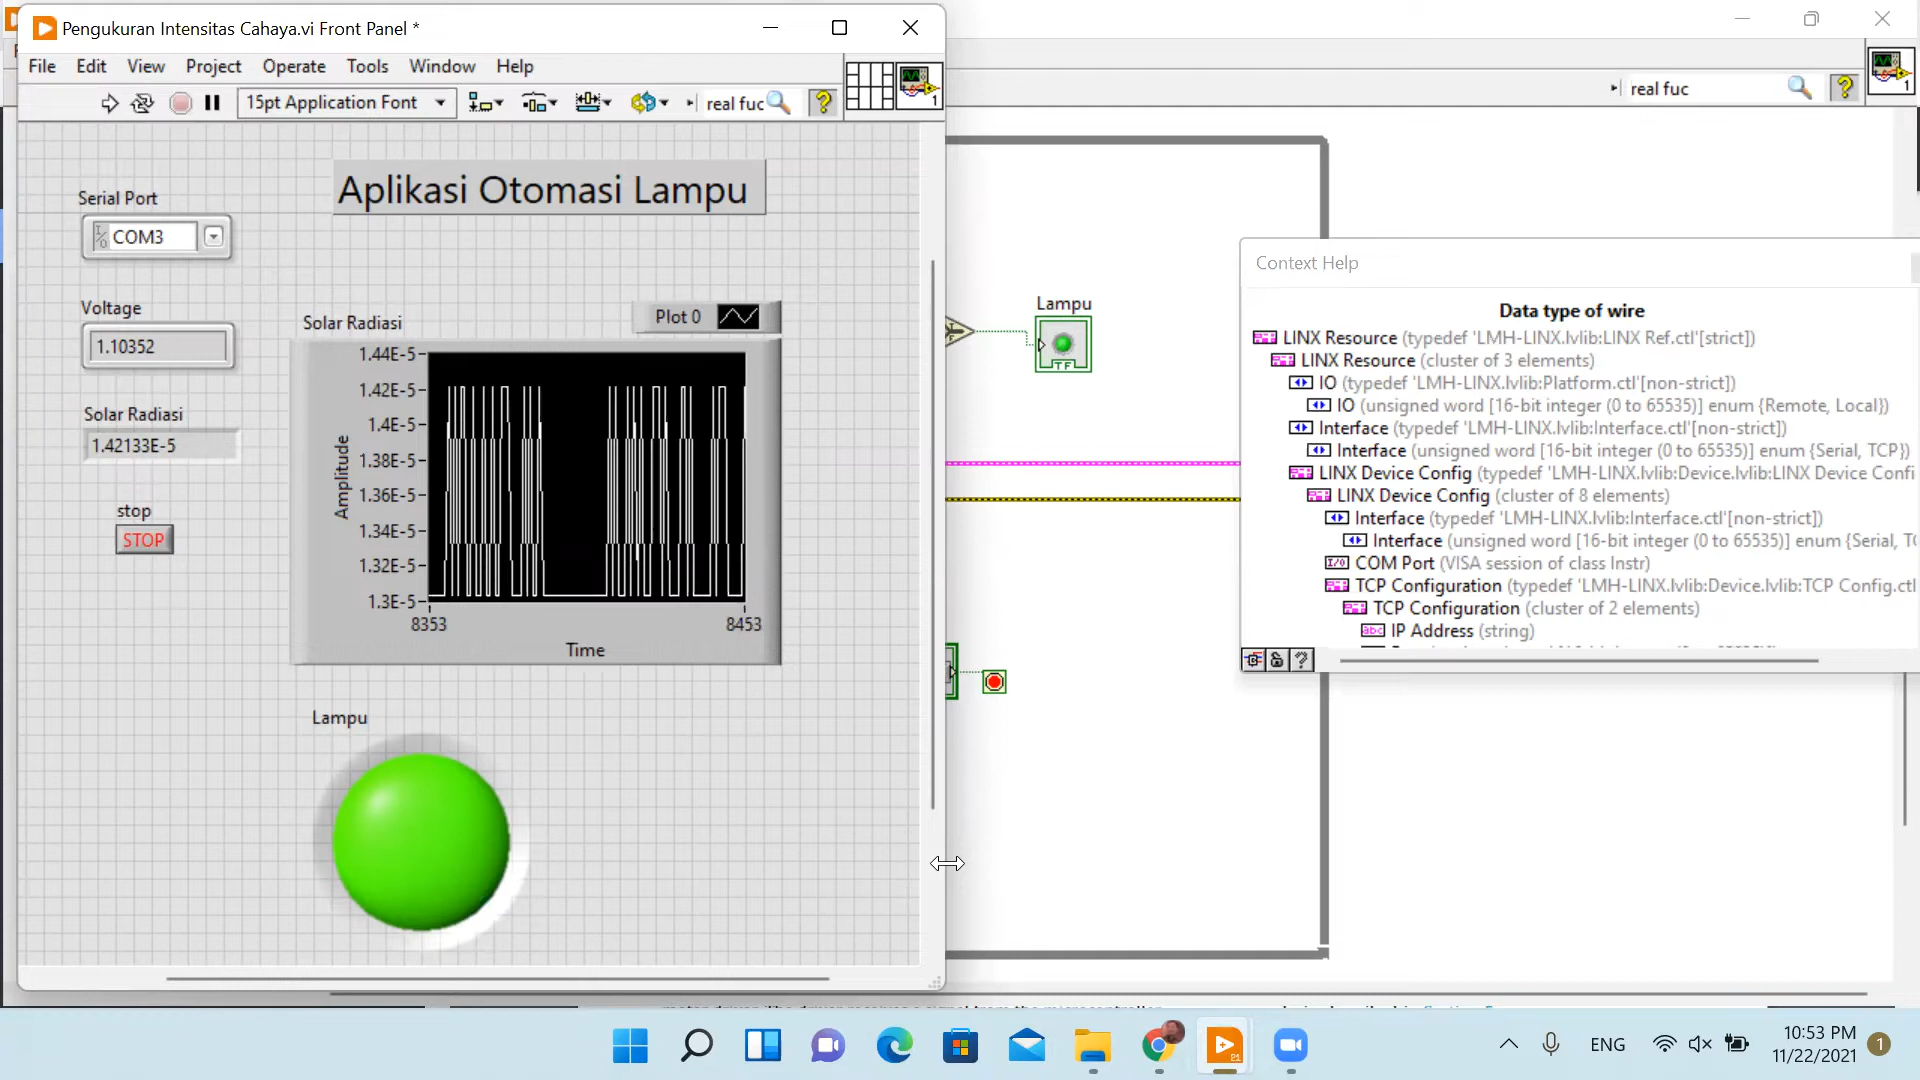 Pengukuran Intensitas Cahaya.vi Front Panel *
File Edit View Project Operate Tools Window Help
15pt Application Font
real fuc
1
real fuc
1
Aplikasi Otomasi Lampu
Serial Port
COM3
Voltage
1.10352
Solar Radiasi
1.42133E-5
stop
STOP
Solar Radiasi
Plot 0
1.44E-5
1.42E-5
1.4E-5
1.38E-5
1.36E-5
1.34E-5
1.32E-5
1.3E-5
Amplitude
8353
8453
Time
Lampu
Lampu
TF
Context Help
Data type of wire
LINX Resource (typedef 'LMH-LINX.lvlib:LINX Ref.ctl'[strict])
LINX Resource (cluster of 3 elements)
IO (typedef 'LMH-LINX.lvlib:Platform.ctl'[non-strict])
IO (unsigned word [16-bit integer (0 to 65535)] enum {Remote, Local})
Interface (typedef 'LMH-LINX.lvlib:Interface.ctl'[non-strict])
Interface (unsigned word [16-bit integer (0 to 65535)] enum {Serial, TCP})
LINX Device Config (typedef 'LMH-LINX.lvlib:Device.lvlib:LINX Device Confi
LINX Device Config (cluster of 8 elements)
Interface (typedef 'LMH-LINX.lvlib:Interface.ctl'[non-strict])
Interface (unsigned word [16-bit integer (0 to 65535)] enum {Serial, TC
I/O COM Port (VISA session of class Instr)
TCP Configuration (typedef 'LMH-LINX.lvlib:Device.lvlib:TCP Config.ctl
TCP Configuration (cluster of 2 elements)
abc IP Address (string)
ENG
10:53 PM
11/22/2021
1